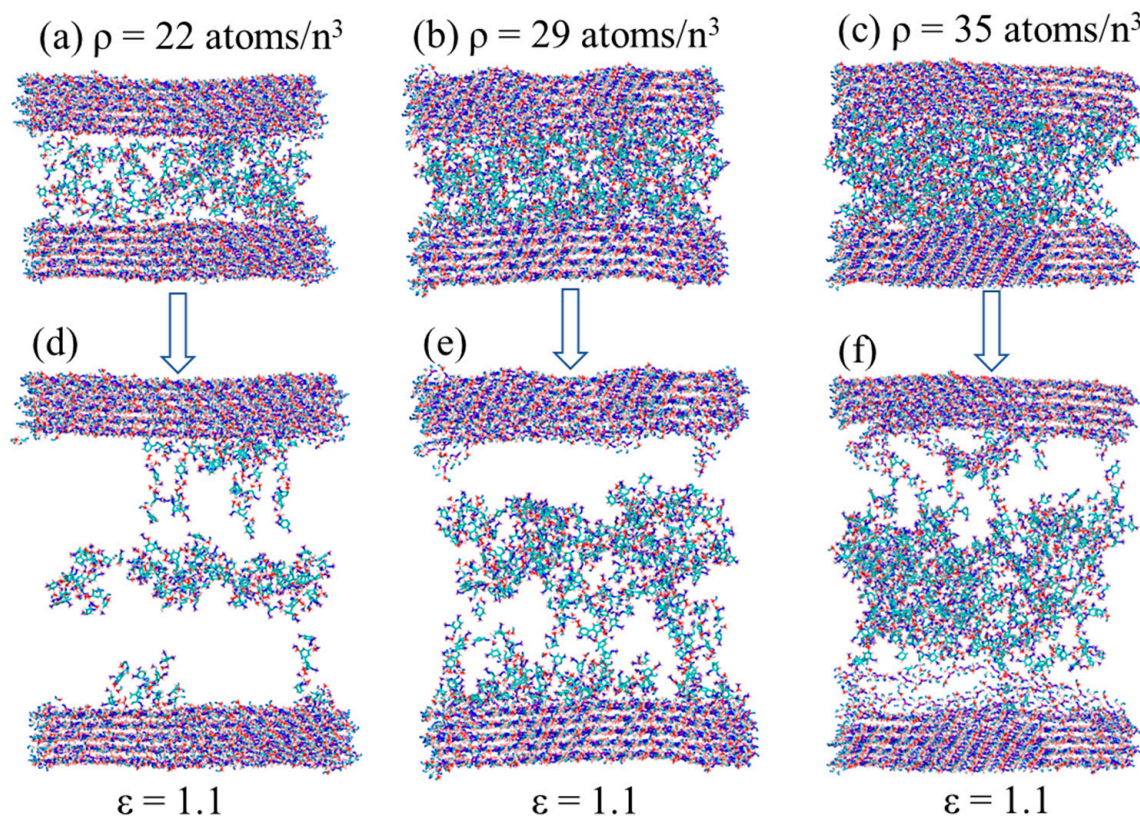 (a) ρ = 22 atoms/n³
(b) ρ = 29 atoms/n³
(c) ρ = 35 atoms/n³
(d)
(e)
(f)
ε = 1.1
ε = 1.1
ε = 1.1